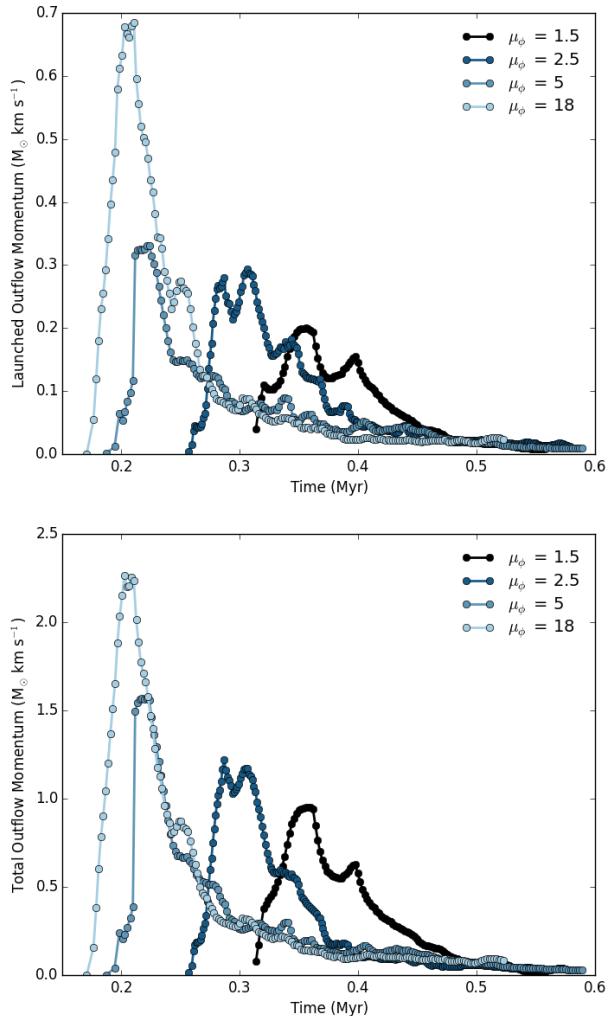 0.7
0.6
0.5
0.4
0.3
0.2
0.1
0.0
Launched Outflow Momentum (M☉ km s⁻¹)
μ_ϕ = 1.5
μ_ϕ = 2.5
μ_ϕ = 5
μ_ϕ = 18
0.2 0.3 0.4 0.5 0.6
Time (Myr)
2.5
2.0
1.5
1.0
0.5
0.0
Total Outflow Momentum (M☉ km s⁻¹)
μ_ϕ = 1.5
μ_ϕ = 2.5
μ_ϕ = 5
μ_ϕ = 18
0.2 0.3 0.4 0.5 0.6
Time (Myr)